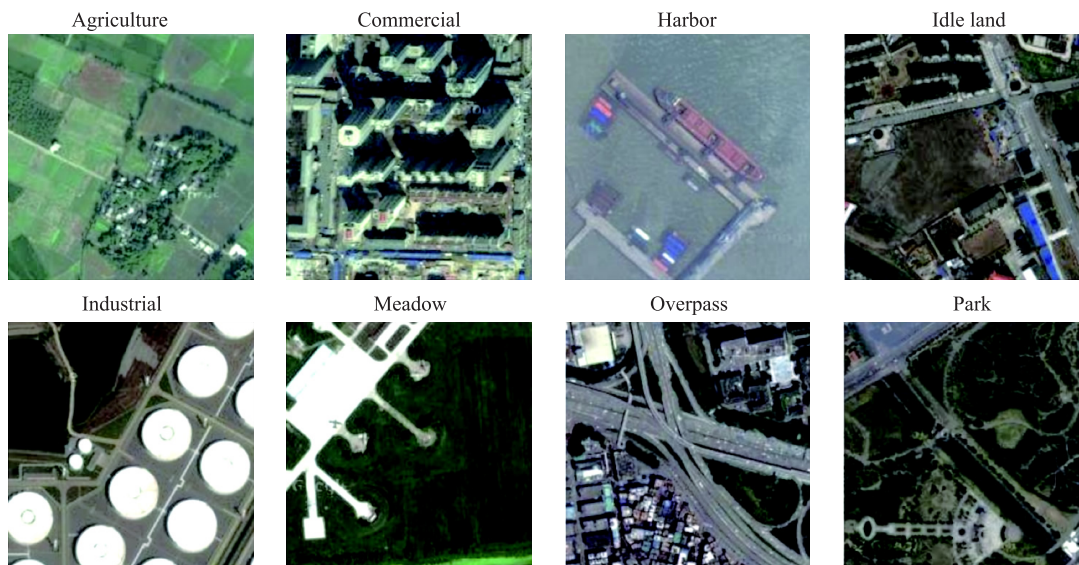 Agriculture
Commercial
Harbor
Idle land
Industrial
Meadow
Overpass
Park